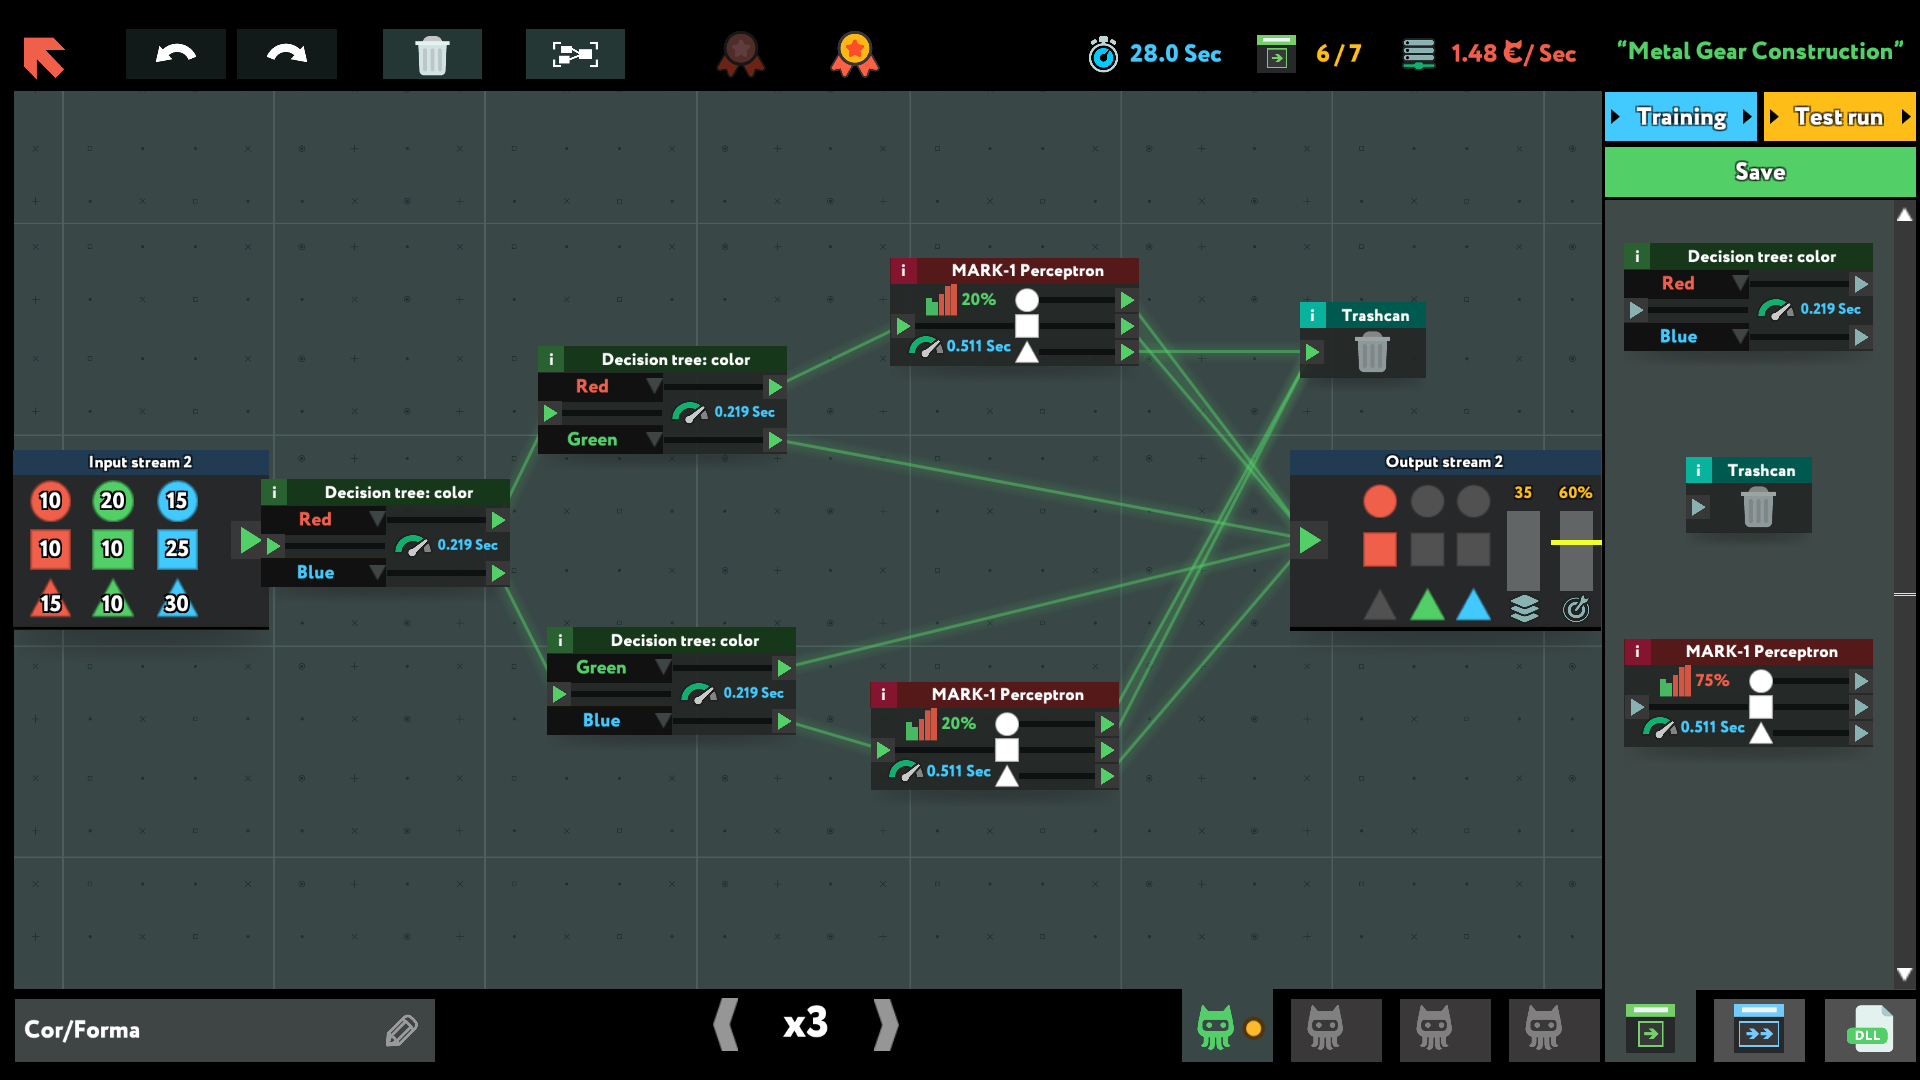 28.0 Sec
6/7
1.48 €/ Sec
"Metal Gear Construction"
Training
Test run
Save
Input stream 2
10 20 15
10 10 25
15 10 30
i Decision tree: color
Red
0.219 Sec
Blue
i Decision tree: color
Red
0.219 Sec
Green
i Decision tree: color
Green
0.219 Sec
Blue
i MARK-1 Perceptron
20%
0.511 Sec
i MARK-1 Perceptron
20%
0.511 Sec
i Trashcan
Output stream 2
35 60%
i Decision tree: color
Red
0.219 Sec
Blue
i Trashcan
i MARK-1 Perceptron
75%
0.511 Sec
Cor/Forma
x3
DLL